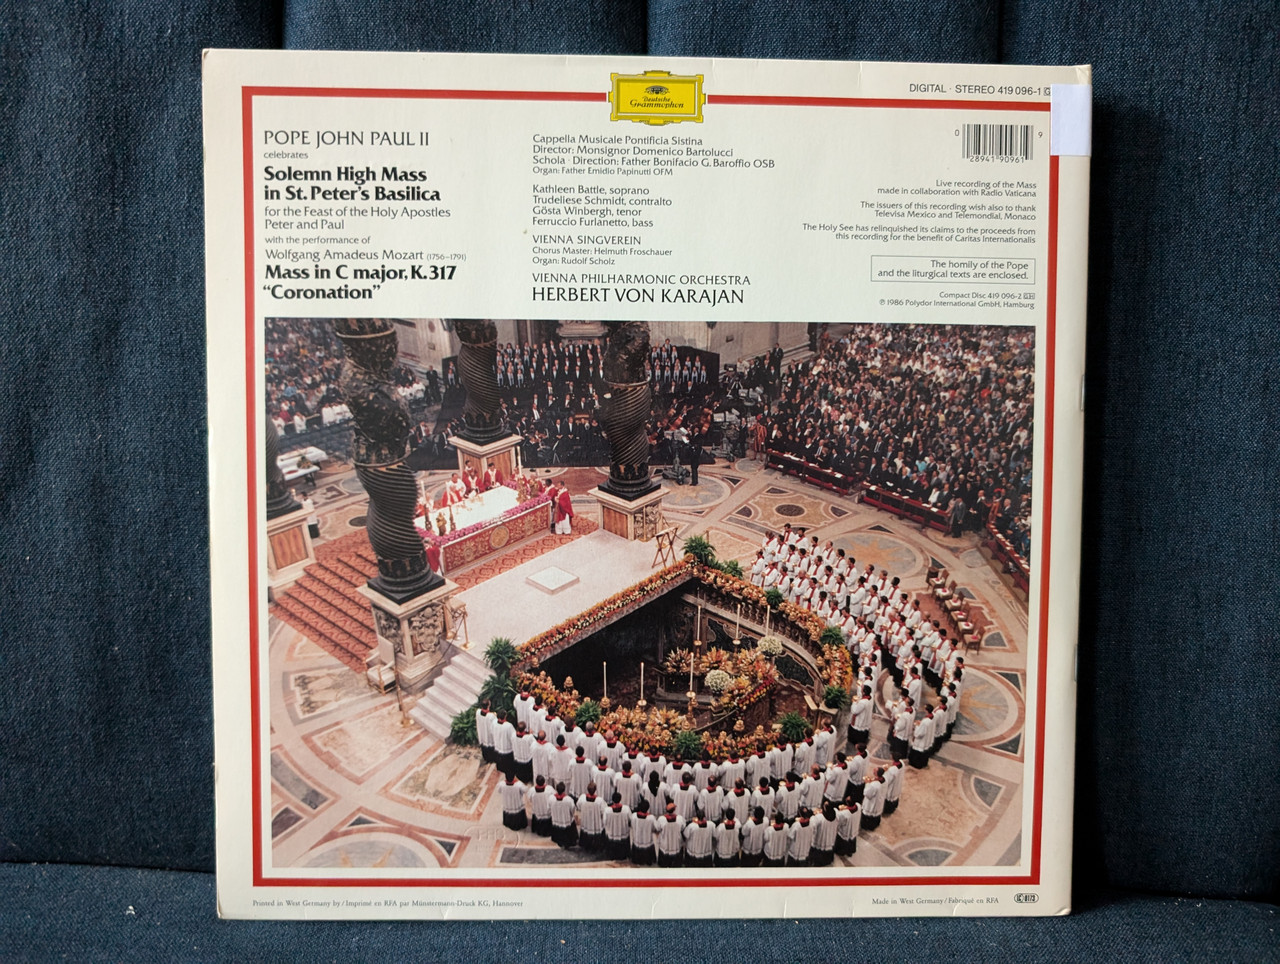 Deutsche
Grammophon
DIGITAL · STEREO 419 096-1
POPE JOHN PAUL II
celebrates
Solemn High Mass
in St. Peter's Basilica
for the Feast of the Holy Apostles
Peter and Paul
with the performance of
Wolfgang Amadeus Mozart (1756–1791)
Mass in C major, K. 317
“Coronation”
Cappella Musicale Pontificia Sistina
Director: Monsignor Domenico Bartolucci
Schola · Direction: Father Bonifacio G. Baroffio OSB
Organ: Father Emidio Papinutti OFM
Kathleen Battle, soprano
Trudeliese Schmidt, contralto
Gösta Winbergh, tenor
Ferruccio Furlanetto, bass
VIENNA SINGVEREIN
Chorus Master: Helmuth Froschauer
Organ: Rudolf Scholz
VIENNA PHILHARMONIC ORCHESTRA
HERBERT VON KARAJAN
0 28941 90961 9
Live recording of the Mass
made in collaboration with Radio Vaticana
The issuers of this recording wish also to thank
Televisa Mexico and Telemondial, Monaco
The Holy See has relinquished its claims to the proceeds from
this recording for the benefit of Caritas Internationalis
The homily of the Pope
and the liturgical texts are enclosed.
Compact Disc 419 096-2 GH
℗ 1986 Polydor International GmbH, Hamburg
Printed in West Germany by / Imprimé en RFA par Münstermann-Druck KG, Hannover
Made in West Germany / Fabriqué en RFA